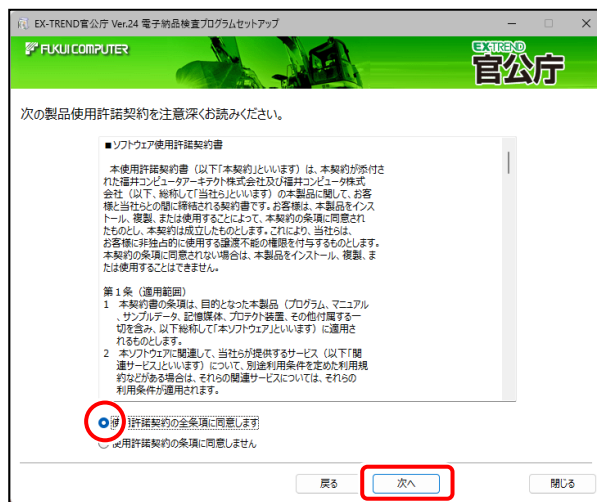 EX-TREND官公庁 Ver.24 電子納品検査プログラムセットアップ
FUKUI COMPUTER
EXTREND
官公庁
次の製品使用許諾契約を注意深くお読みください。
■ソフトウェア使用許諾契約書
本使用許諾契約書（以下「本契約」といいます）は、本契約が添付さ
れた福井コンピュータアーキテクト株式会社及び福井コンピュータ株式
会社（以下、総称して「当社ら」といいます）の本製品に関して、お客
様と当社らとの間に締結される契約書です。お客様は、本製品をインス
トール、複製、または使用することによって、本契約の条項に同意され
たものとし、本契約は成立したものとします。これにより、当社らは、
お客様に非独占的に使用する譲渡不能の権限を付与するものとします。
本契約の条項に同意されない場合は、本製品をインストール、複製、ま
たは使用することはできません。
第1条（適用範囲）
1 本契約書の条項は、目的となった本製品（プログラム、マニュアル
、サンプルデータ、記憶媒体、プロテクト装置、その他付属する一
切を含み、以下総称して「本ソフトウェア」といいます）に適用さ
れるものとします。
2 本ソフトウェアに関連して、当社らが提供するサービス（以下「関
連サービス」といいます）について、別途利用条件を定めた利用規
約などがある場合は、それらの関連サービスについては、それらの
利用条件が適用されます。
使用許諾契約の全条項に同意します
使用許諾契約の条項に同意しません
戻る
次へ
閉じる